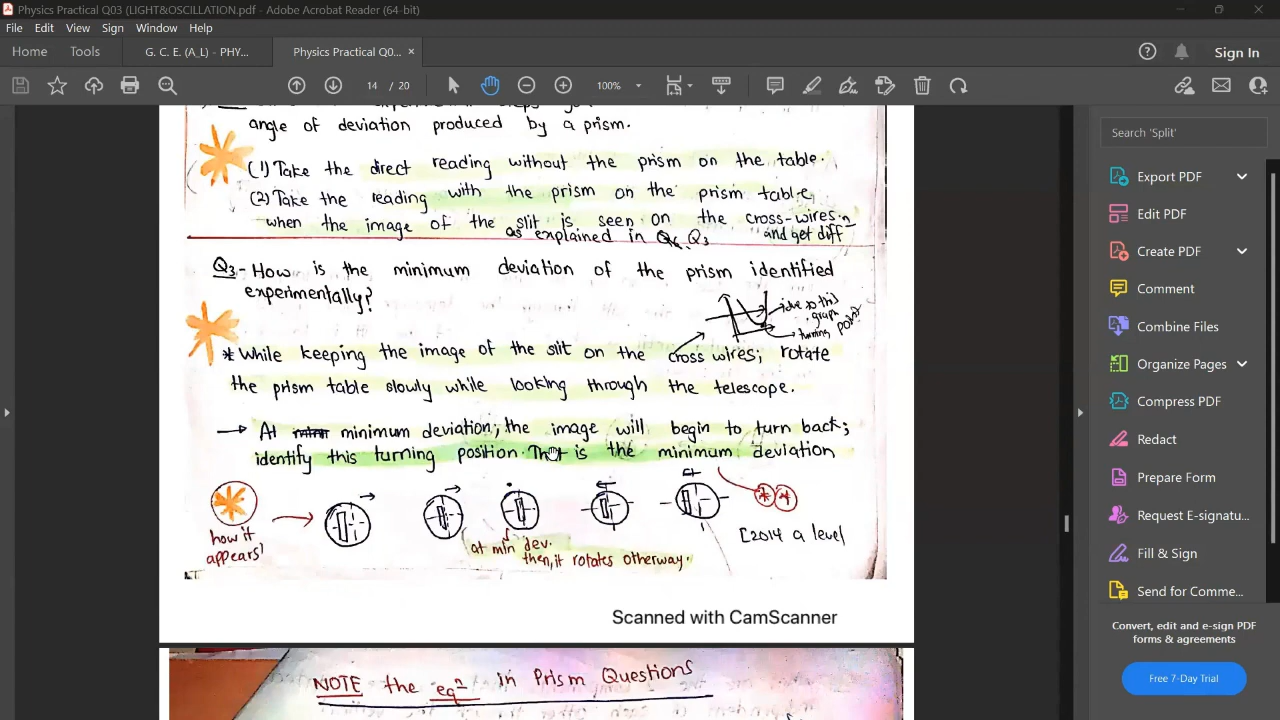 Physics Practical Q03 (LIGHT&OSCILLATION.pdf - Adobe Acrobat Reader (64-bit)
File Edit View Sign Window Help
Home Tools G. C. E. (A_L) - PHY... Physics Practical Q0... × Sign In
14 / 20 100%
angle of deviation produced by a prism.
(1) Take the direct reading without the prism on the table.
(2) Take the reading with the prism on the prism table,
when the image of the slit is seen on the cross-wires.
as explained in Q3 and get diff
Q3 - How is the minimum deviation of the prism identified
experimentally?
due to this
graph
turning point
* While keeping the image of the slit on the cross wires; rotate
the prism table slowly while looking through the telescope.
→ At minimum deviation; the image will begin to turn back;
identify this turning position. That is the minimum deviation
how it
appears!
at min dev.
then, it rotates otherway.
[2014 a level
Scanned with CamScanner
NOTE the eqn in Prism Questions
Search 'Split'
Export PDF
Edit PDF
Create PDF
Comment
Combine Files
Organize Pages
Compress PDF
Redact
Prepare Form
Request E-signatu...
Fill & Sign
Send for Comme...
Convert, edit and e-sign PDF
forms & agreements
Free 7-Day Trial